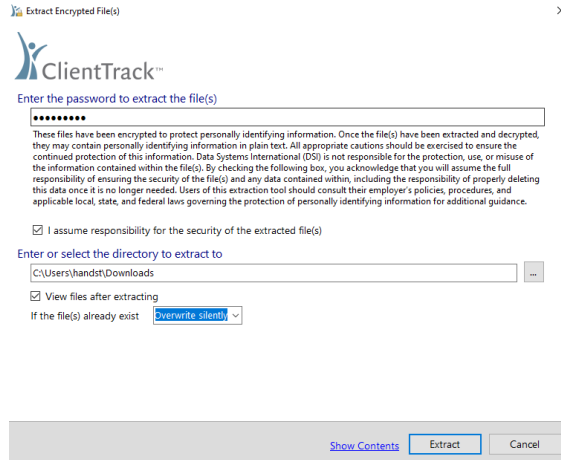 Extract Encrypted File(s)
ClientTrack™
Enter the password to extract the file(s)
•••••••••
These files have been encrypted to protect personally identifying information. Once the file(s) have been extracted and decrypted,
they may contain personally identifying information in plain text. All appropriate cautions should be exercised to ensure the
continued protection of this information. Data Systems International (DSI) is not responsible for the protection, use, or misuse of
the information contained within the file(s). By checking the following box, you acknowledge that you will assume the full
responsibility of ensuring the security of the file(s) and any data contained within, including the responsibility of properly deleting
this data once it is no longer needed. Users of this extraction tool should consult their employer's policies, procedures, and
applicable local, state, and federal laws governing the protection of personally identifying information for additional guidance.
I assume responsibility for the security of the extracted file(s)
Enter or select the directory to extract to
C:\Users\handst\Downloads
...
View files after extracting
If the file(s) already exist Overwrite silently
Show Contents Extract Cancel